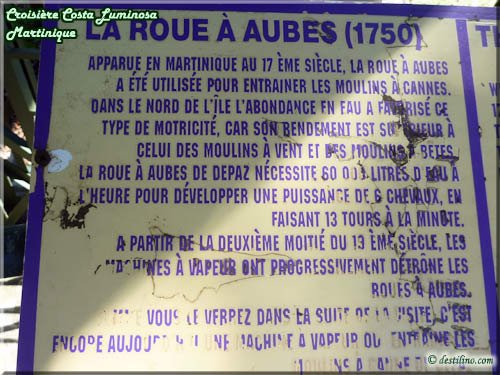 Croisière Costa Luminosa
Martinique
LA ROUE À AUBES (1750)
APPARUE EN MARTINIQUE AU 17 ÈME SIÈCLE, LA ROUE À AUBES
A ÉTÉ UTILISÉE POUR ENTRAINER LES MOULINS À CANNES.
DANS LE NORD DE L'ÎLE L'ABONDANCE EN EAU A FAVORISÉ CE
TYPE DE MOTRICITÉ, CAR SON RENDEMENT EST SUPÉRIEUR À
CELUI DES MOULINS À VENT ET DES MOULINS A BETES.
LA ROUE À AUBES DE DEPAZ NÉCESSITE LITRES D'EAU À
L'HEURE POUR DÉVELOPPER UNE PUISSANCE DE 6 CHEVAUX, EN
FAISANT 13 TOURS À LA MINUTE.
A PARTIR DE LA DEUXIÈME MOITIÉ DU ÈME SIÈCLE, LES
MACHINES À VAPEUR ONT PROGRESSIVEMENT DÉTRÔNE LES
ROUES À AUBES.
VOUS LE VERREZ DANS LA SUITE DE LA VISITE, C'EST
ENCORE AUJOURD'HUI UNE MACHINE A VAPEUR QUI ENTRAINE LES
MOULINS A CANNE
© destilino.com